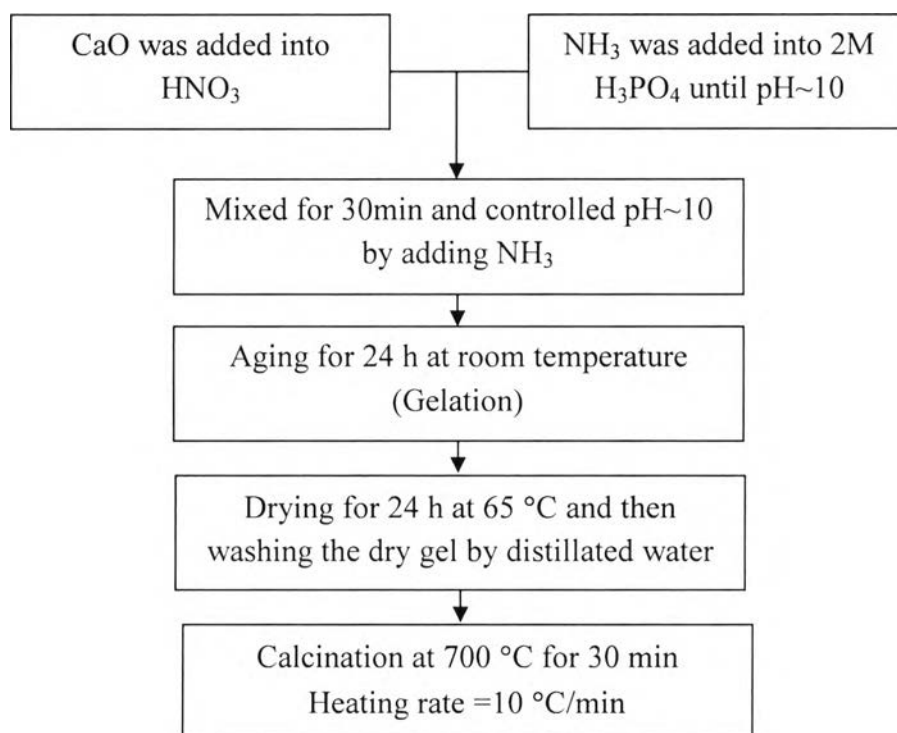 CaO was added into
HNO₃
NH₃ was added into 2M
H₃PO₄ until pH~10
Mixed for 30min and controlled pH~10
by adding NH₃
Aging for 24 h at room temperature
(Gelation)
Drying for 24 h at 65 °C and then
washing the dry gel by distillated water
Calcination at 700 °C for 30 min
Heating rate =10 °C/min